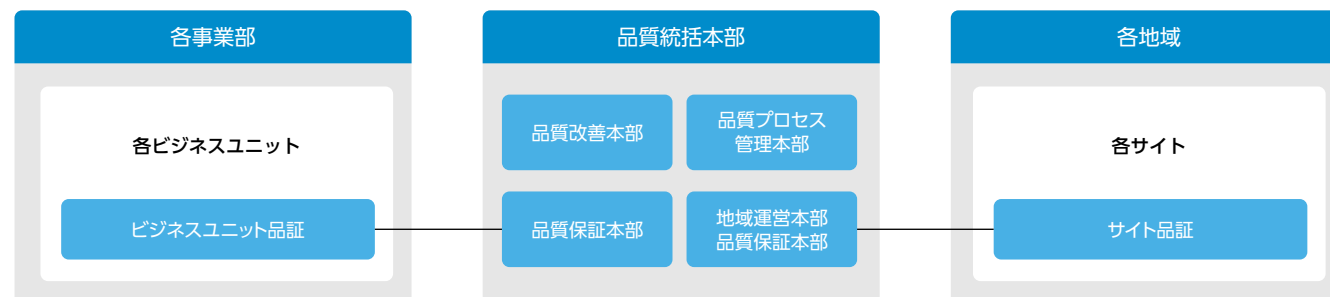 各事業部
品質統括本部
各地域
各ビジネスユニット
ビジネスユニット品証
品質改善本部
品質プロセス
管理本部
品質保証本部
地域運営本部
品質保証本部
各サイト
サイト品証